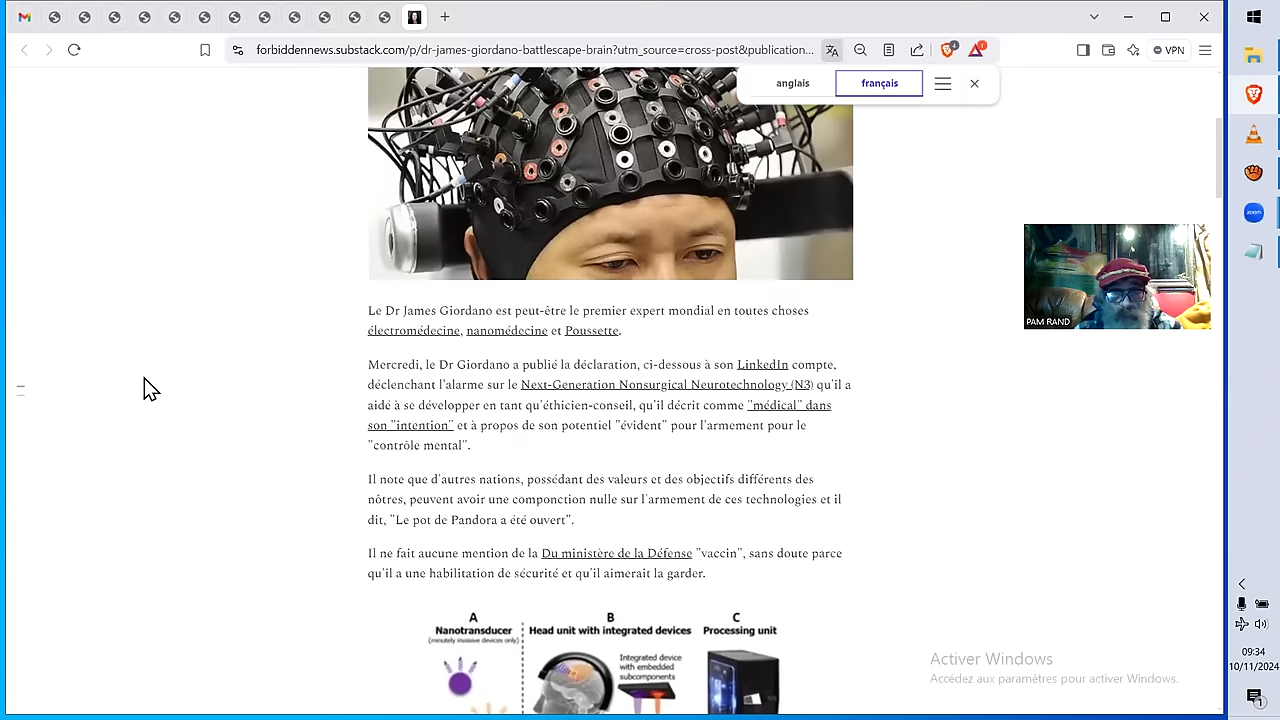 forbiddennews.substack.com/p/dr-james-giordano-battlescape-brain?utm_source=cross-post&publication...
4
1
VPN
anglais
français
PAM RAND
Le Dr James Giordano est peut-être le premier expert mondial en toutes choses
électromédecine, nanomédecine et Poussette.
Mercredi, le Dr Giordano a publié la déclaration, ci-dessous à son LinkedIn compte,
déclenchant l'alarme sur le Next-Generation Nonsurgical Neurotechnology (N3) qu'il a
aidé à se développer en tant qu'éthicien-conseil, qu'il décrit comme "médical" dans
son "intention" et à propos de son potentiel "évident" pour l'armement pour le
"contrôle mental".
Il note que d'autres nations, possédant des valeurs et des objectifs différents des
nôtres, peuvent avoir une componction nulle sur l'armement de ces technologies et il
dit, "Le pot de Pandora a été ouvert".
Il ne fait aucune mention de la Du ministère de la Défense "vaccin", sans doute parce
qu'il a une habilitation de sécurité et qu'il aimerait la garder.
A
Nanotransducer
(minutely invasive devices only)
B
Head unit with integrated devices
Integrated device
with embedded
subcomponents
C
Processing unit
Activer Windows
Accédez aux paramètres pour activer Windows.
zoom
09:34
10/11/2024